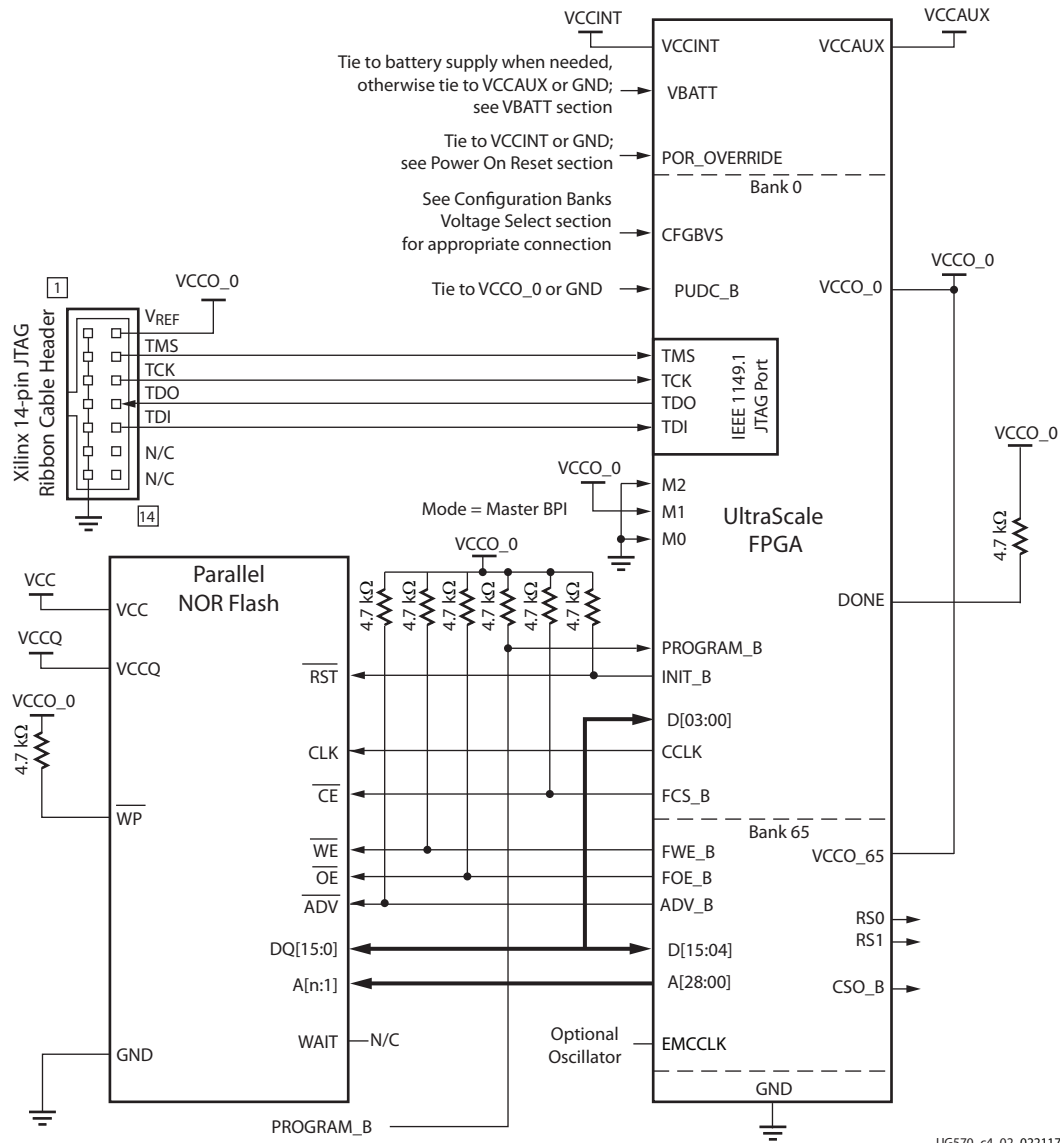 VCCINT
VCCAUX
VCCINT
VCCAUX
Tie to battery supply when needed,
otherwise tie to VCCAUX or GND;
see VBATT section
VBATT
Tie to VCCINT or GND;
see Power On Reset section
POR_OVERRIDE
Bank 0
See Configuration Banks
Voltage Select section
for appropriate connection
CFGBVS
VCCO_0
Tie to VCCO_0 or GND
PUDC_B
VCCO_0
1
VCCO_0
Xilinx 14-pin JTAG
Ribbon Cable Header
VREF
TMS
TCK
TDO
TDI
N/C
N/C
14
TMS
TCK
TDO
TDI
IEEE 1149.1
JTAG Port
VCCO_0
4.7 kΩ
VCCO_0
M2
M1
M0
Mode = Master BPI
UltraScale
FPGA
VCCO_0
4.7 kΩ
4.7 kΩ
4.7 kΩ
4.7 kΩ
4.7 kΩ
4.7 kΩ
Parallel
NOR Flash
VCC
VCC
VCCQ
VCCQ
VCCO_0
4.7 kΩ
WP
DONE
PROGRAM_B
RST
INIT_B
D[03:00]
CLK
CCLK
CE
FCS_B
Bank 65
WE
FWE_B
VCCO_65
OE
FOE_B
ADV
ADV_B
RS0
RS1
DQ[15:0]
D[15:04]
A[n:1]
A[28:00]
CSO_B
WAIT
N/C
Optional
Oscillator
EMCCLK
GND
GND
PROGRAM_B
UG570_c4_02_022117